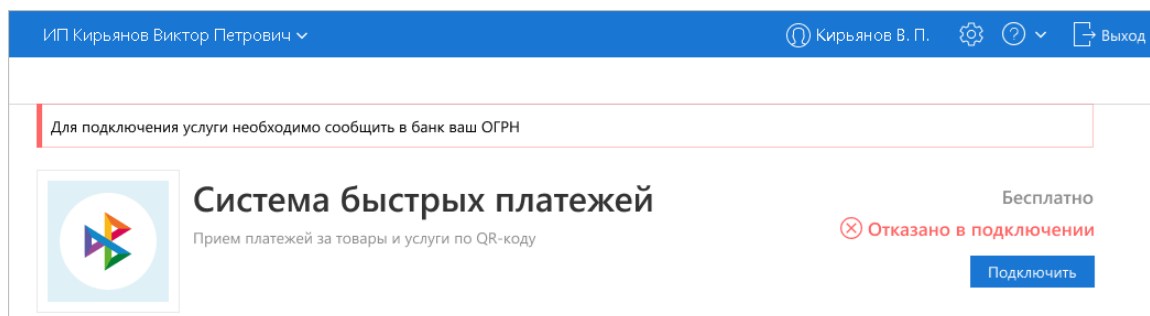 ИП Кирьянов Виктор Петрович
Кирьянов В. П.
Выход
Для подключения услуги необходимо сообщить в банк ваш ОГРН
Система быстрых платежей
Прием платежей за товары и услуги по QR-коду
Бесплатно
Отказано в подключении
Подключить